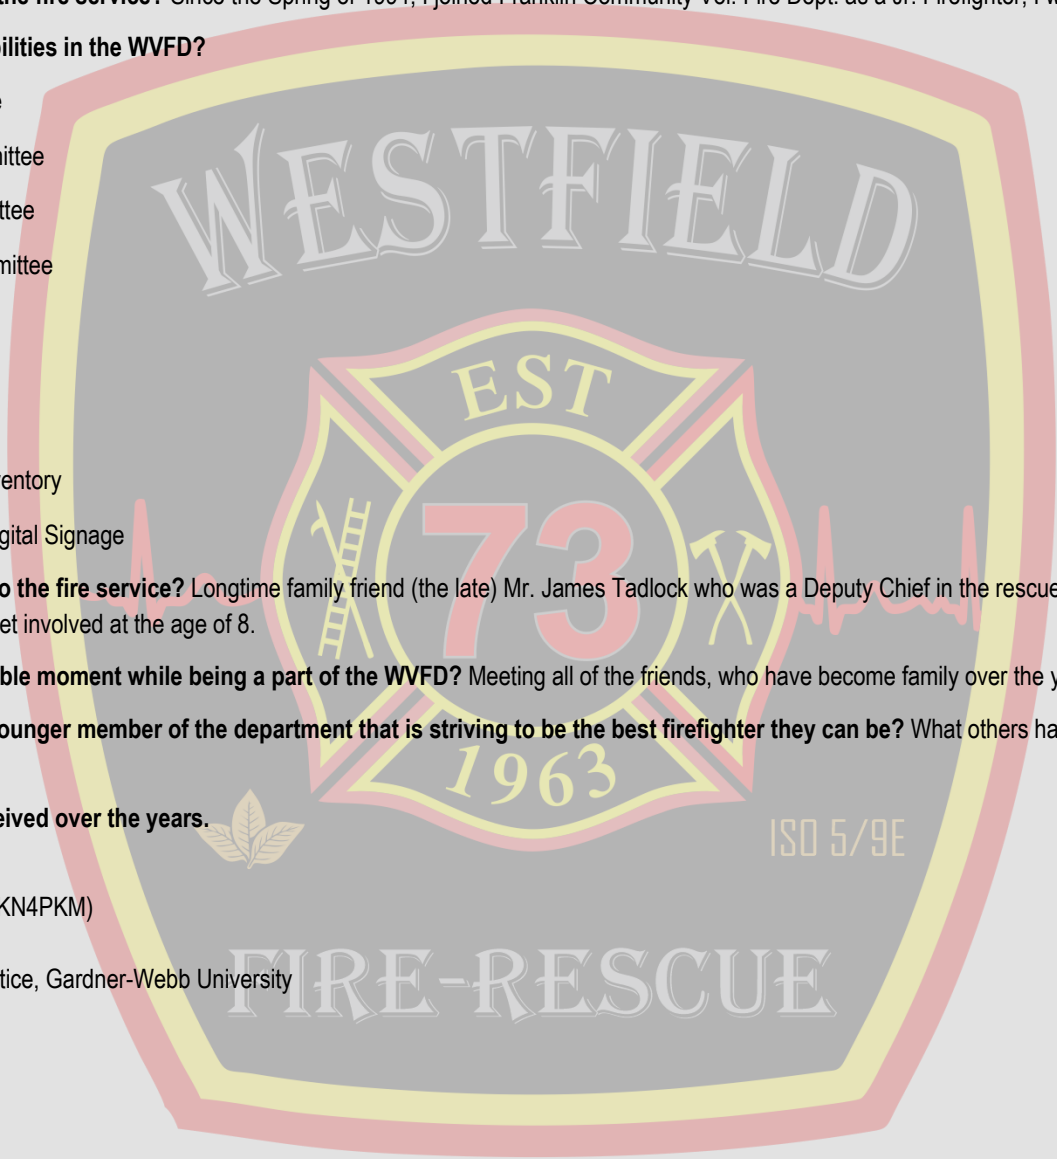 the fire service? Since the Spring of 1994, I joined Franklin Community Vol. Fire Dept. as a Jr. Firefighter, I w
bilities in the WVFD?
WESTFIELD
ittee
ttee
mittee
EST
entory
gital Signage
73
o the fire service? Longtime family friend (the late) Mr. James Tadlock who was a Deputy Chief in the rescue
et involved at the age of 8.
ble moment while being a part of the WVFD? Meeting all of the friends, who have become family over the y
ounger member of the department that is striving to be the best firefighter they can be? What others ha
1963
eived over the years.
ISO 5/9E
KN4PKM)
tice, Gardner-Webb University
FIRE-RESCUE